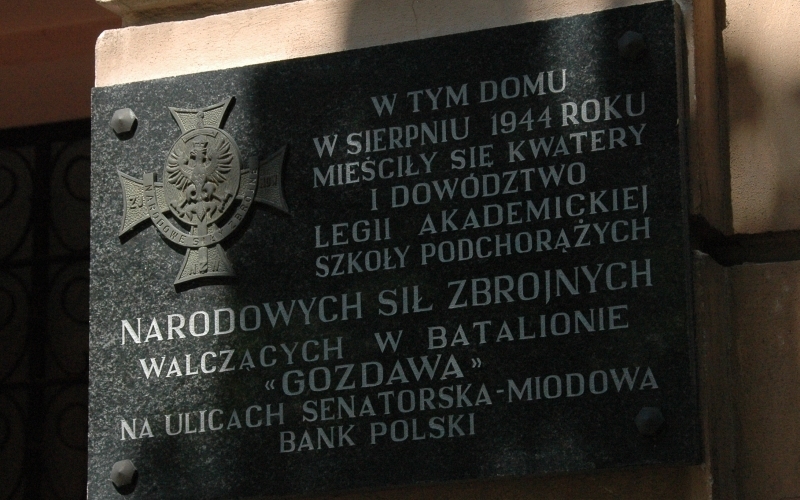 W TYM DOMU
W SIERPNIU 1944 ROKU
MIEŚCIŁY SIĘ KWATERY
I DOWÓDZTWO
LEGII AKADEMICKIEJ
SZKOŁY PODCHORĄŻYCH
NARODOWYCH SIŁ ZBROJNYCH
WALCZĄCYCH W BATALIONIE
«GOZDAWA»
NA ULICACH SENATORSKA-MIODOWA
BANK POLSKI